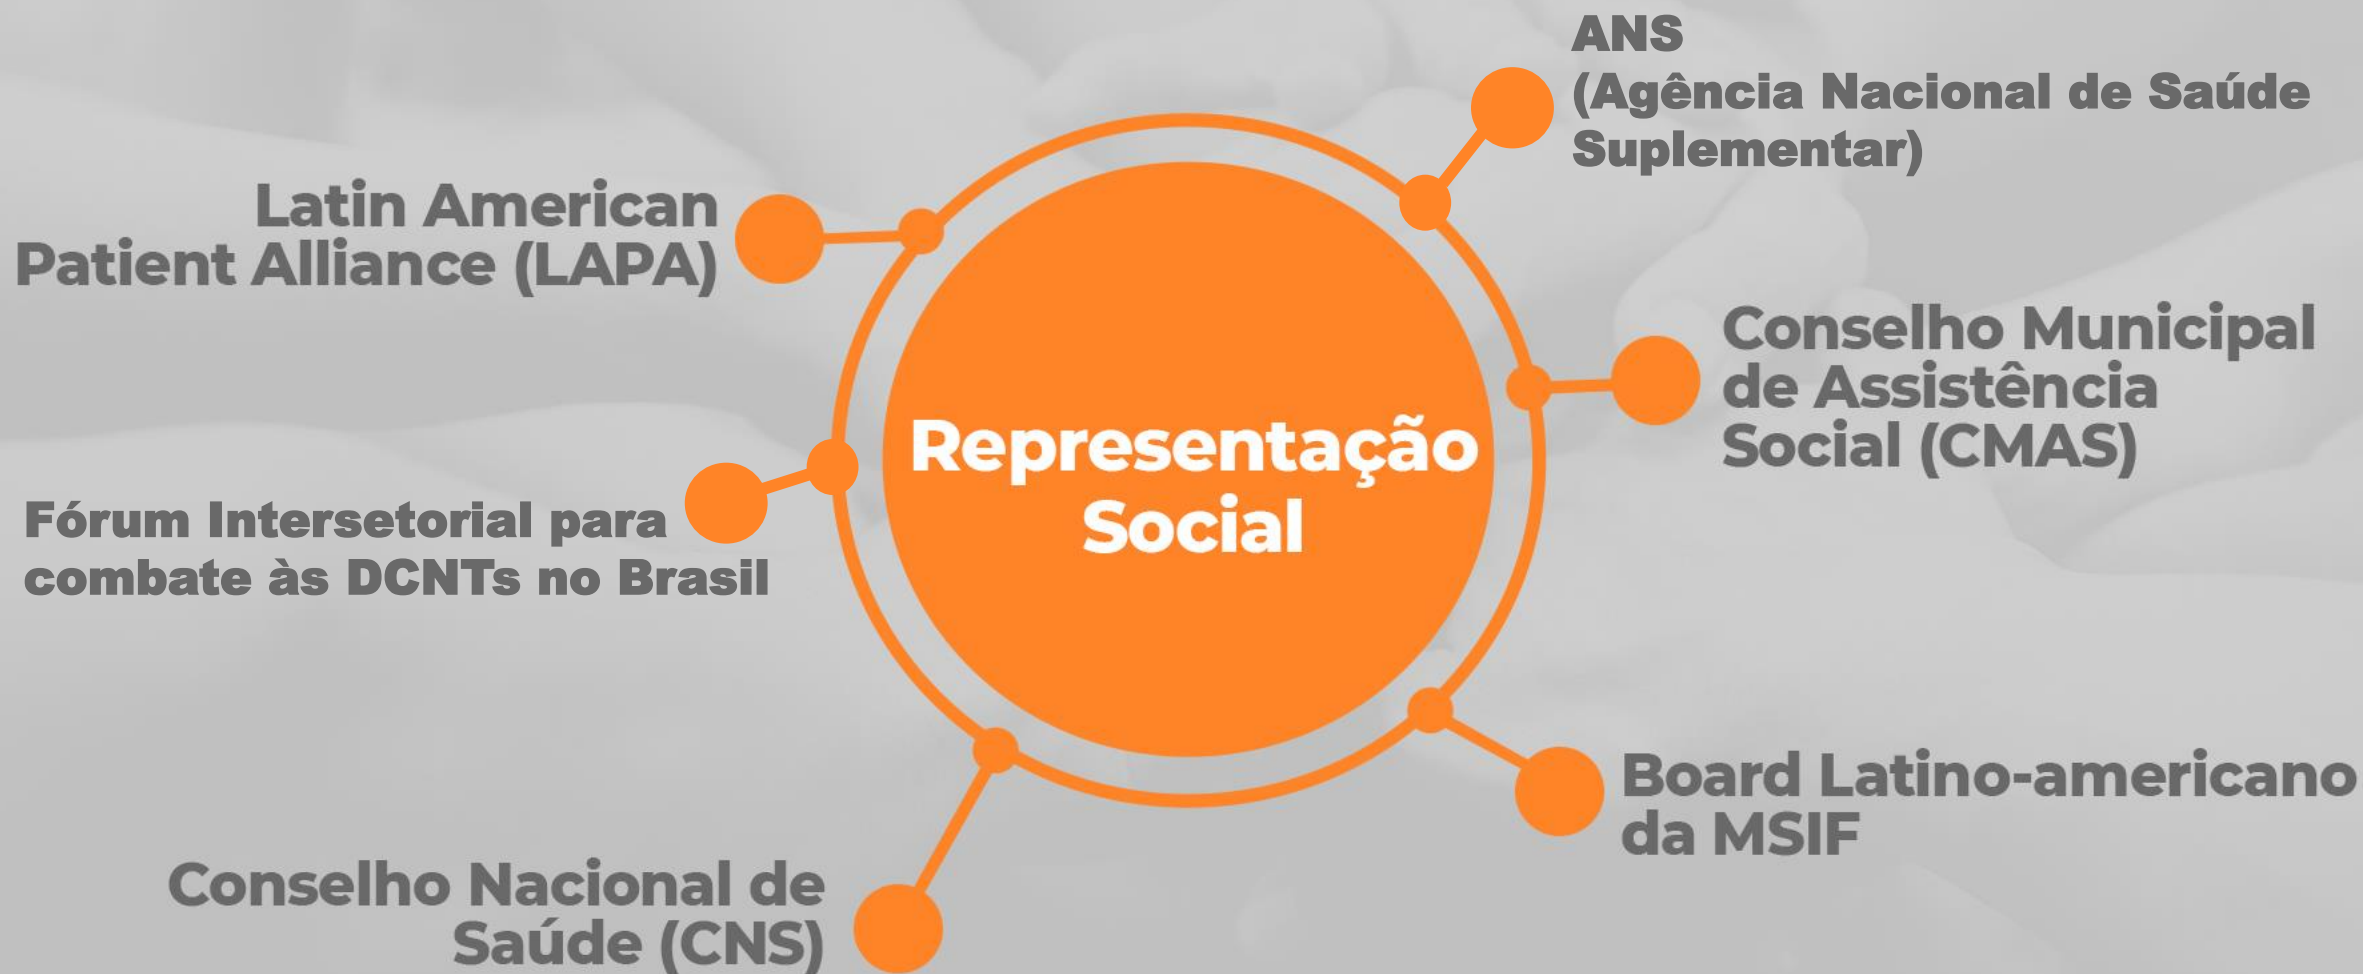 ANS
(Agência Nacional de Saúde
Suplementar)
Latin American
Patient Alliance (LAPA)
Conselho Municipal
de Assistência
Social (CMAS)
Representação
Social
Fórum Intersetorial para
combate às DCNTs no Brasil
Board Latino-americano
da MSIF
Conselho Nacional de
Saúde (CNS)